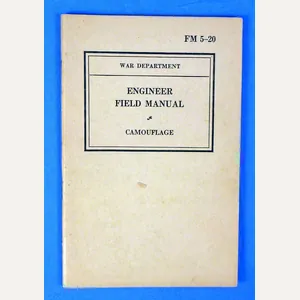 FM 5-20
WAR DEPARTMENT
ENGINEER
FIELD MANUAL
CAMOUFLAGE